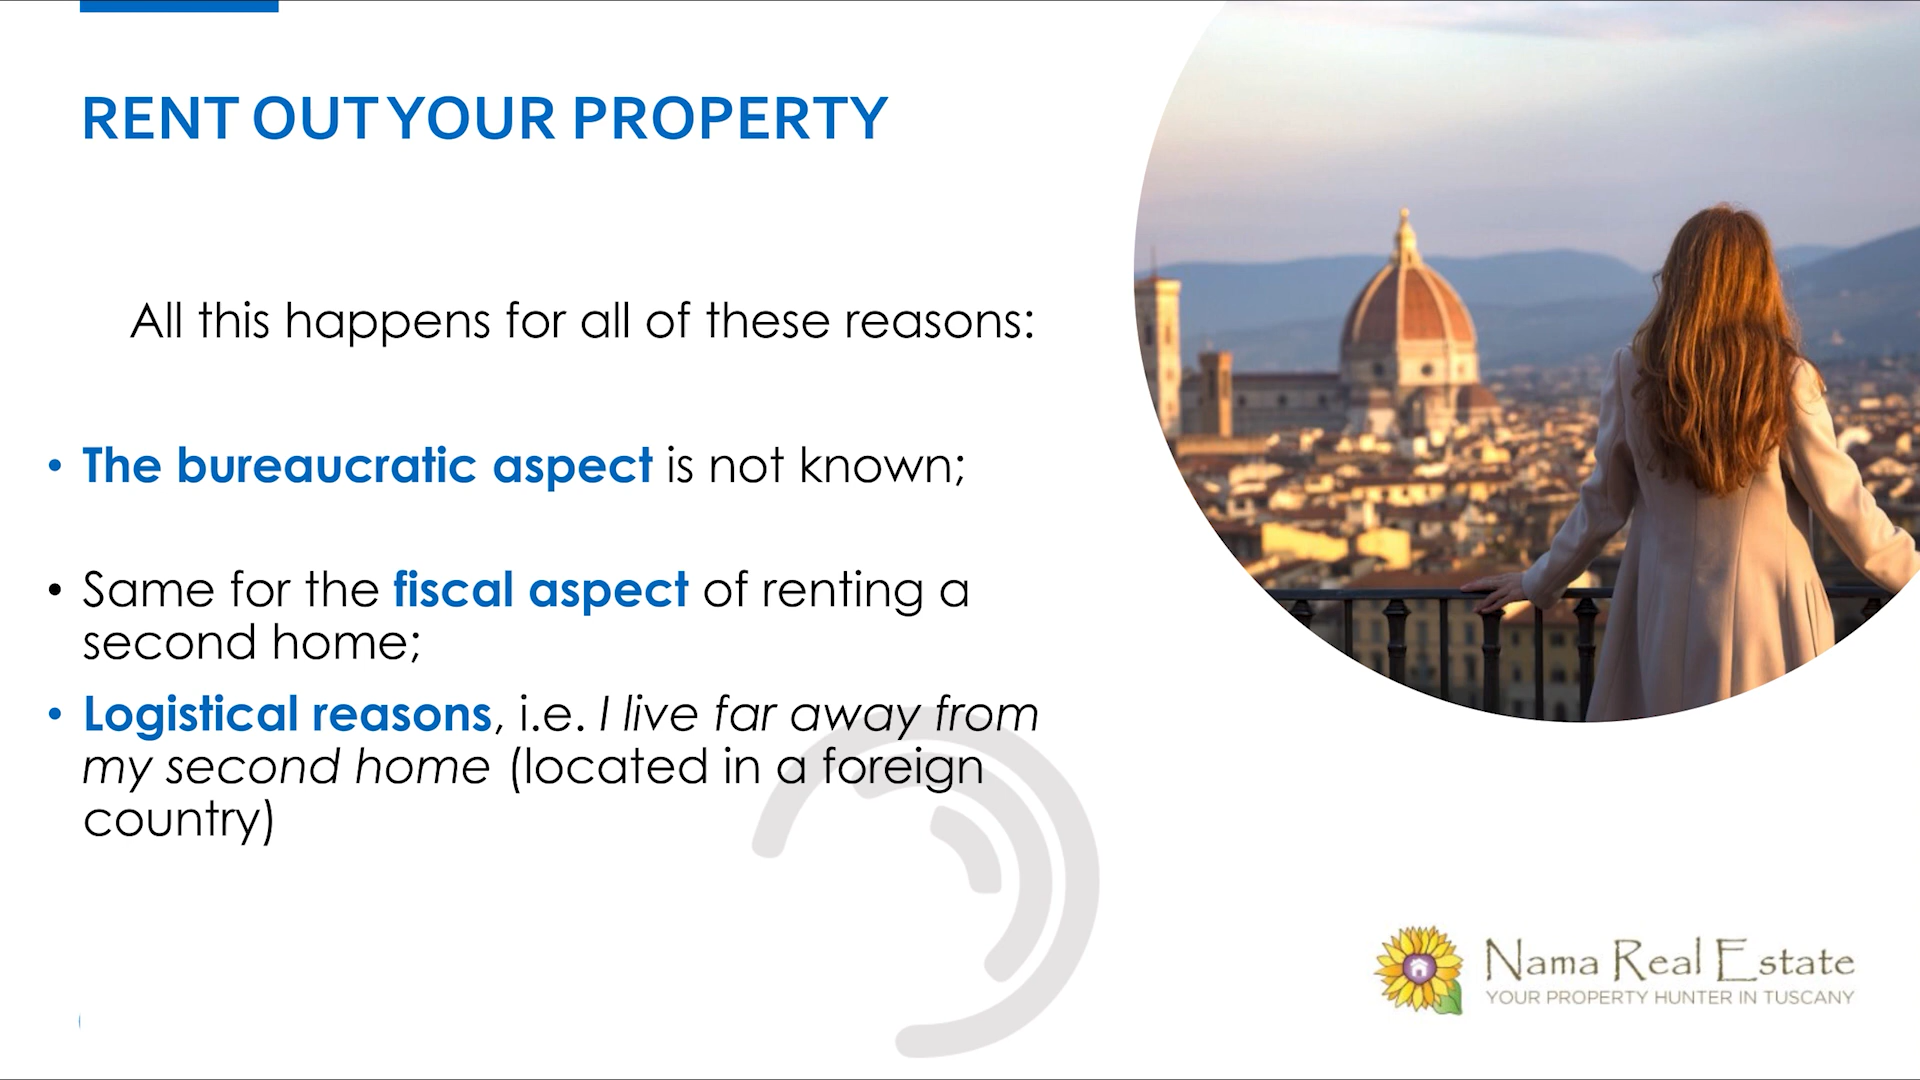 RENT OUT YOUR PROPERTY
All this happens for all of these reasons:
• The bureaucratic aspect is not known;
• Same for the fiscal aspect of renting a
second home;
• Logistical reasons, i.e. I live far away from
my second home (located in a foreign
country)
Nama Real Estate
YOUR PROPERTY HUNTER IN TUSCANY